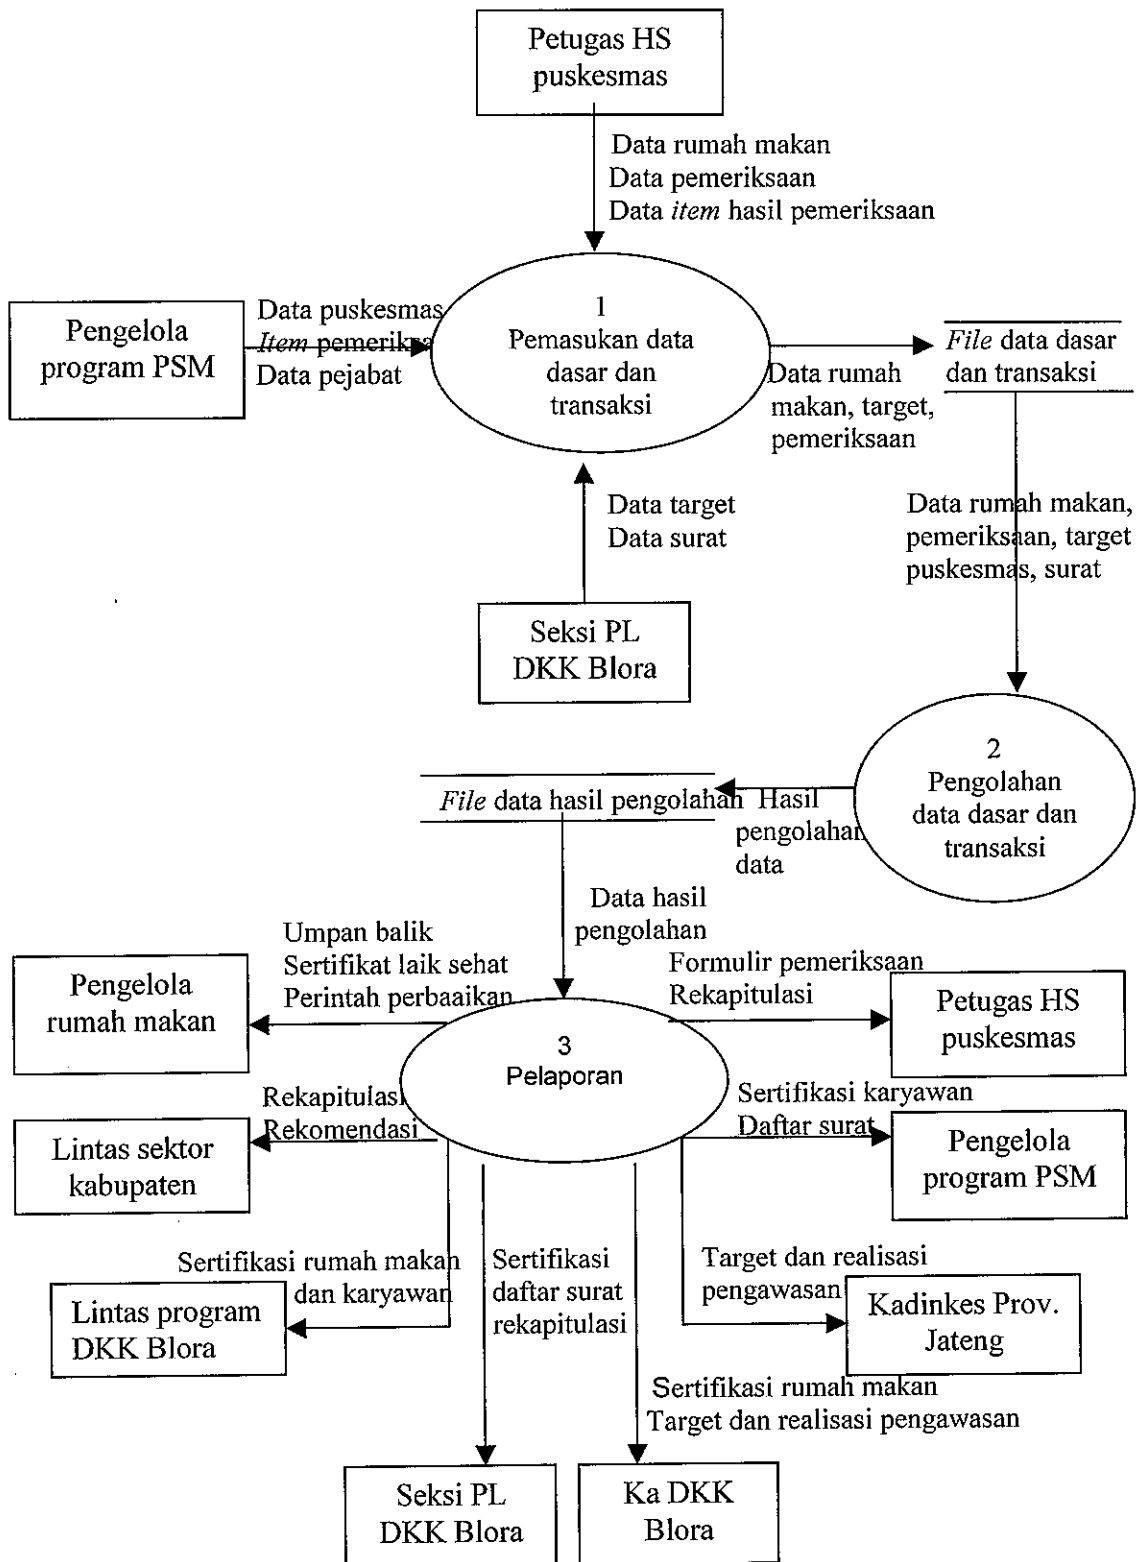 Petugas HS
puskesmas
Data rumah makan
Data pemeriksaan
Data item hasil pemeriksaan
Pengelola
program PSM
Data puskesmas
Item pemeriksa
Data pejabat
1
Pemasukan data
dasar dan
transaksi
File data dasar
dan transaksi
Data rumah
makan, target,
pemeriksaan
Data target
Data surat
Seksi PL
DKK Blora
Data rumah makan,
pemeriksaan, target
puskesmas, surat
2
Pengolahan
data dasar dan
transaksi
File data hasil pengolahan
Hasil
pengolahan
data
Data hasil
pengolahan
Umpan balik
Sertifikat laik sehat
Perintah perbaaikan
Pengelola
rumah makan
Formulir pemeriksaan
Rekapitulasi
Petugas HS
puskesmas
3
Pelaporan
Rekapitulasi
Rekomendasi
Lintas sektor
kabupaten
Sertifikasi karyawan
Daftar surat
Pengelola
program PSM
Sertifikasi rumah makan
dan karyawan
Lintas program
DKK Blora
Sertifikasi
daftar surat
rekapitulasi
Target dan realisasi
pengawasan
Kadinkes Prov.
Jateng
Sertifikasi rumah makan
Target dan realisasi pengawasan
Seksi PL
DKK Blora
Ka DKK
Blora